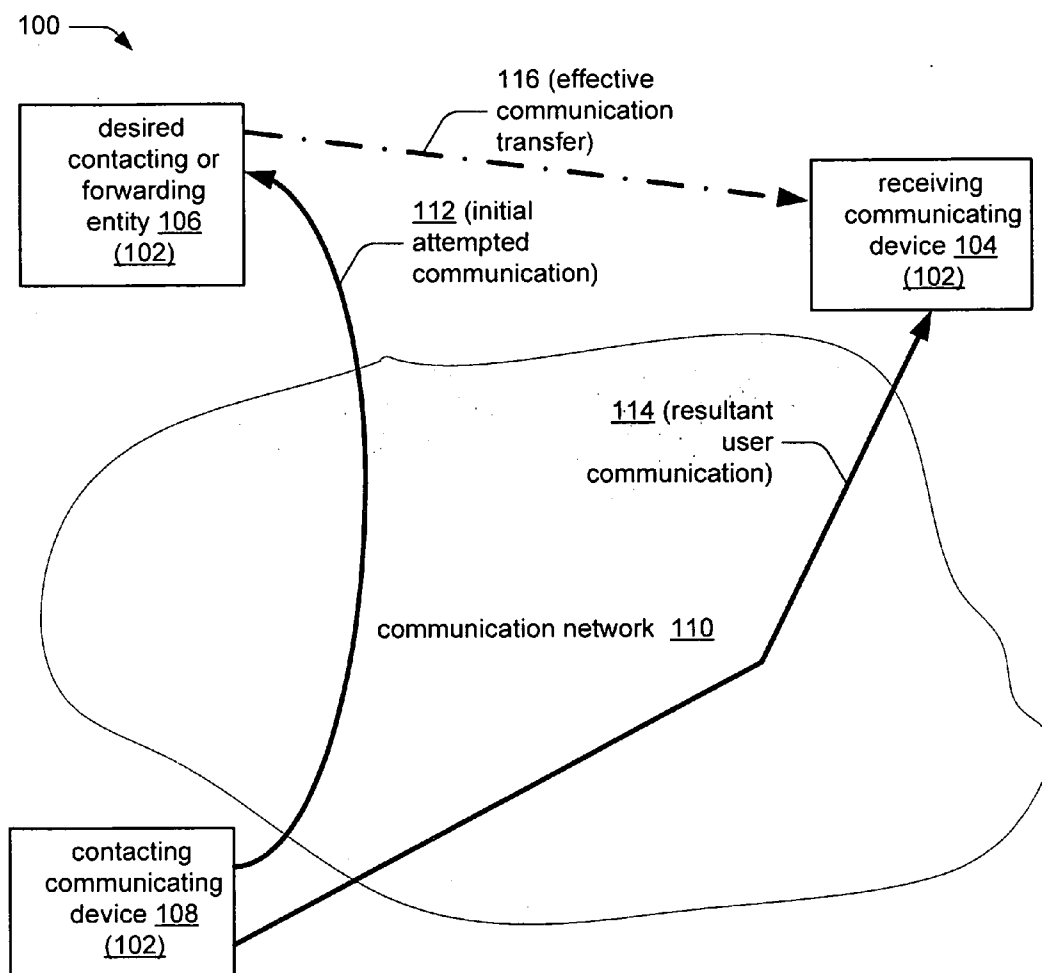 100
116 (effective
communication
transfer)
desired
contacting or
forwarding
entity 106
(102)
receiving
communicating
device 104
(102)
112 (initial
attempted
communication)
114 (resultant
user
communication)
communication network 110
contacting
communicating
device 108
(102)